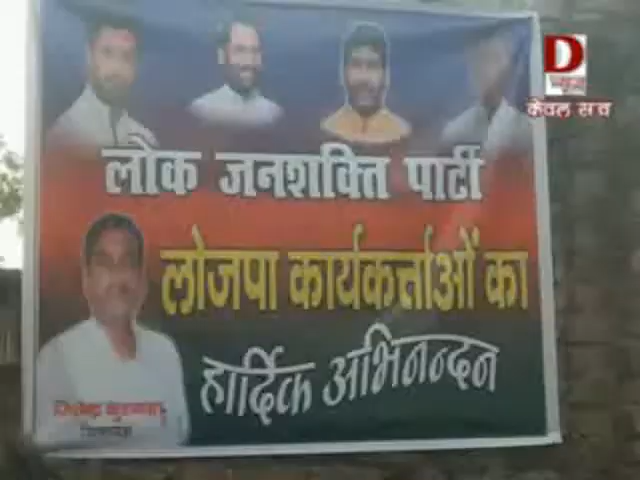 D
न्यूज
केवल सच
लोक जनशक्ति पार्टी
लोजपा कार्यकर्त्ताओं का
हार्दिक अभिनन्दन